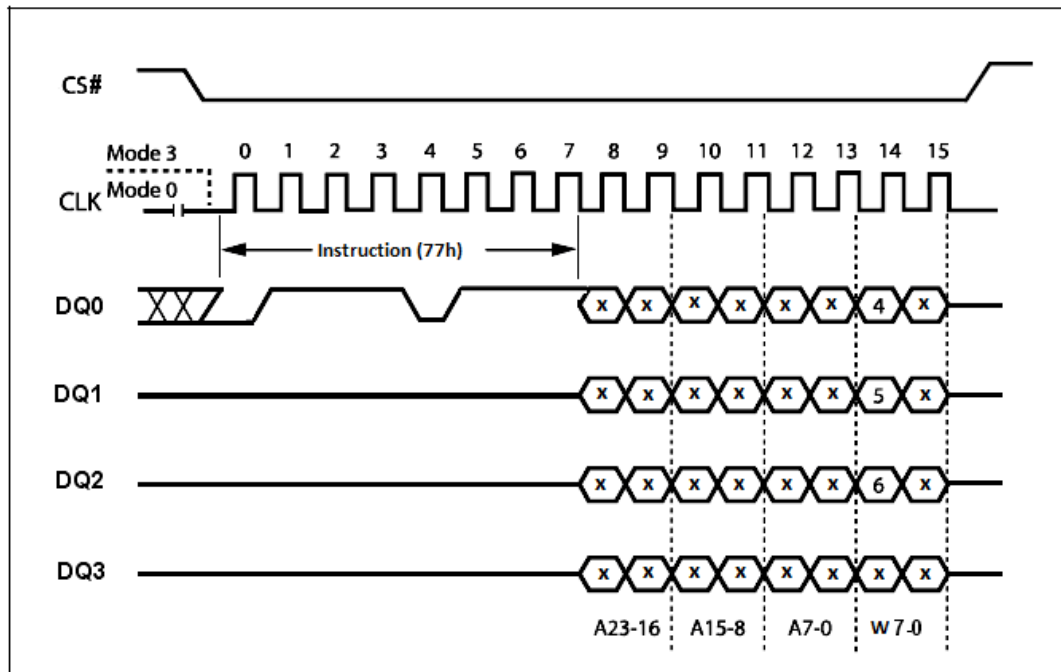 CS#
Mode 3
0 1 2 3 4 5 6 7 8 9 10 11 12 13 14 15
CLK
Mode 0
Instruction (77h)
DQ0
x x x x x x 4 x
DQ1
x x x x x x 5 x
DQ2
x x x x x x 6 x
DQ3
x x x x x x x x
A23-16 A15-8 A7-0 W7-0